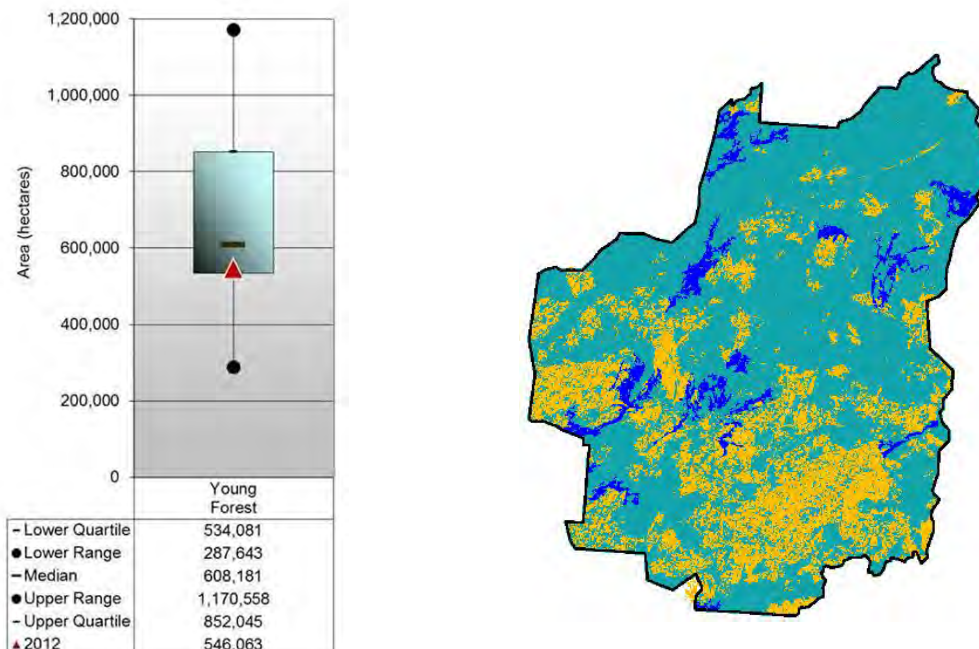 1,200,000
1,000,000
800,000
600,000
400,000
200,000
0
Area (hectares)
Young
Forest
Lower Quartile 534,081
Lower Range 287,643
Median 608,181
Upper Range 1,170,558
Upper Quartile 852,045
2012 546,063